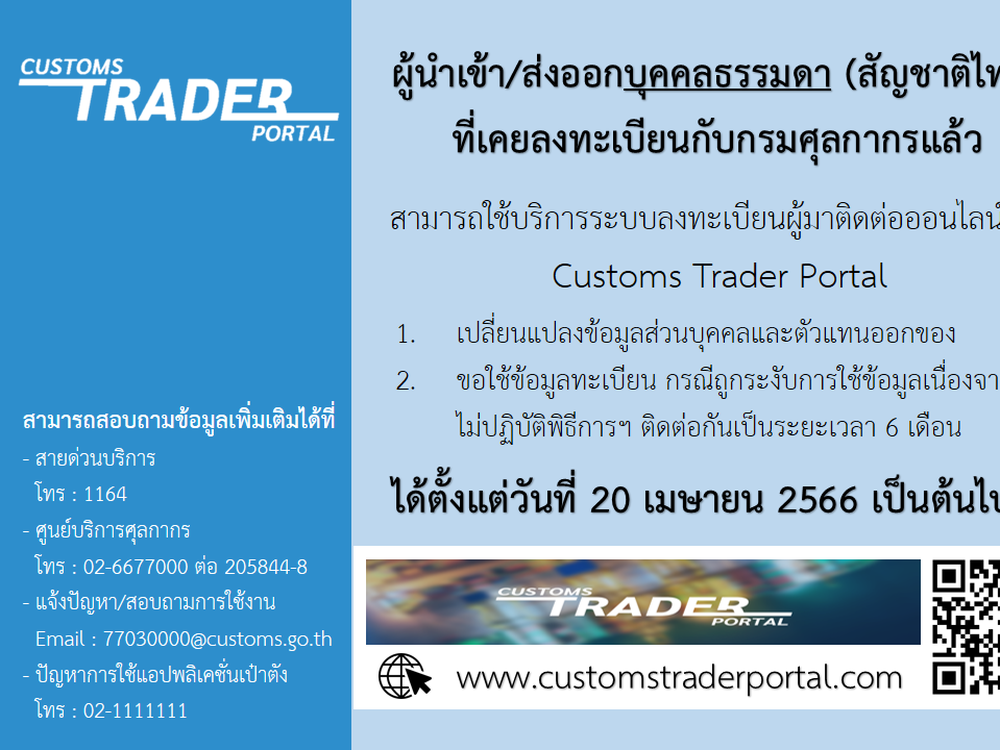 CUSTOMS
TRADER
PORTAL
สามารถสอบถามข้อมูลเพิ่มเติมได้ที่
- สายด่วนบริการ
โทร : 1164
- ศูนย์บริการศุลกากร
โทร : 02-6677000 ต่อ 205844-8
- แจ้งปัญหา/สอบถามการใช้งาน
Email : 77030000@customs.go.th
- ปัญหาการใช้แอปพลิเคชั่นเป๋าตัง
โทร : 02-1111111
ผู้นำเข้า/ส่งออกบุคคลธรรมดา (สัญชาติไท
ที่เคยลงทะเบียนกับกรมศุลกากรแล้ว
สามารถใช้บริการระบบลงทะเบียนผู้มาติดต่อออนไลน์
Customs Trader Portal
1. เปลี่ยนแปลงข้อมูลส่วนบุคคลและตัวแทนออกของ
2. ขอใช้ข้อมูลทะเบียน กรณีถูกระงับการใช้ข้อมูลเนื่องจา
ไม่ปฏิบัติพิธีการฯ ติดต่อกันเป็นระยะเวลา 6 เดือน
ได้ตั้งแต่วันที่ 20 เมษายน 2566 เป็นต้นไป
CUSTOMS
TRADER
PORTAL
www.customstraderportal.com